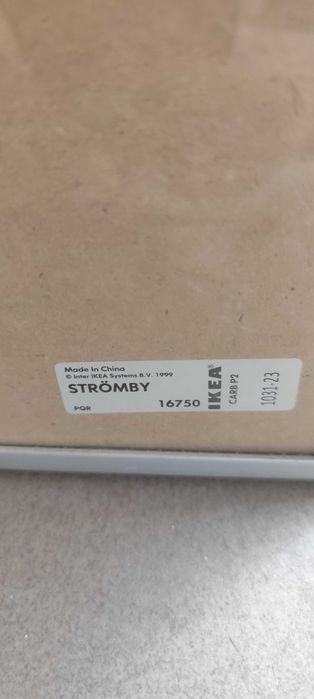 Made In China
© Inter IKEA Systems B.V. 1999
STRÖMBY
PQR 16750
IKEA®
CARB P2
1031-23